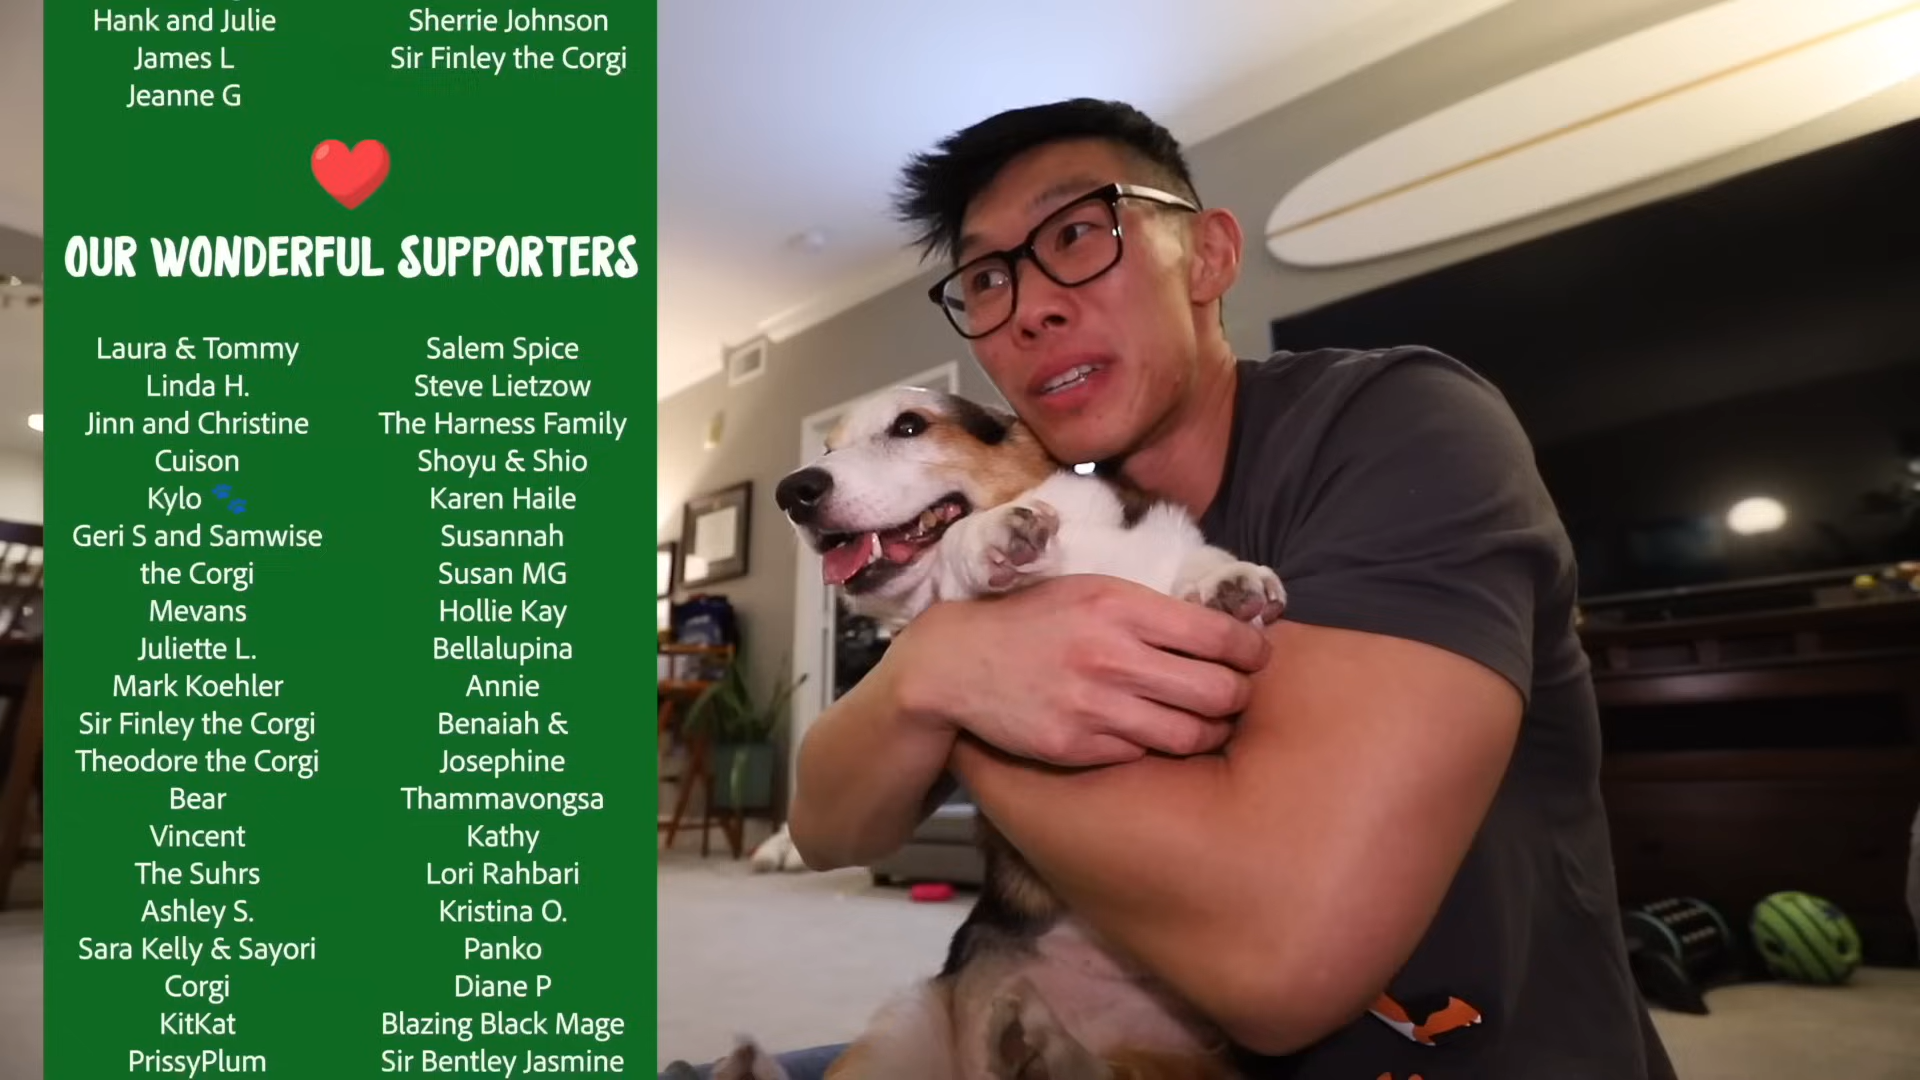 Hank and Julie
James L
Jeanne G
Sherrie Johnson
Sir Finley the Corgi
OUR WONDERFUL SUPPORTERS
Laura & Tommy
Linda H.
Jinn and Christine
Cuison
Kylo 🐾
Geri S and Samwise
the Corgi
Mevans
Juliette L.
Mark Koehler
Sir Finley the Corgi
Theodore the Corgi
Bear
Vincent
The Suhrs
Ashley S.
Sara Kelly & Sayori
Corgi
KitKat
PrissyPlum
Salem Spice
Steve Lietzow
The Harness Family
Shoyu & Shio
Karen Haile
Susannah
Susan MG
Hollie Kay
Bellalupina
Annie
Benaiah &
Josephine
Thammavongsa
Kathy
Lori Rahbari
Kristina O.
Panko
Diane P
Blazing Black Mage
Sir Bentley Jasmine